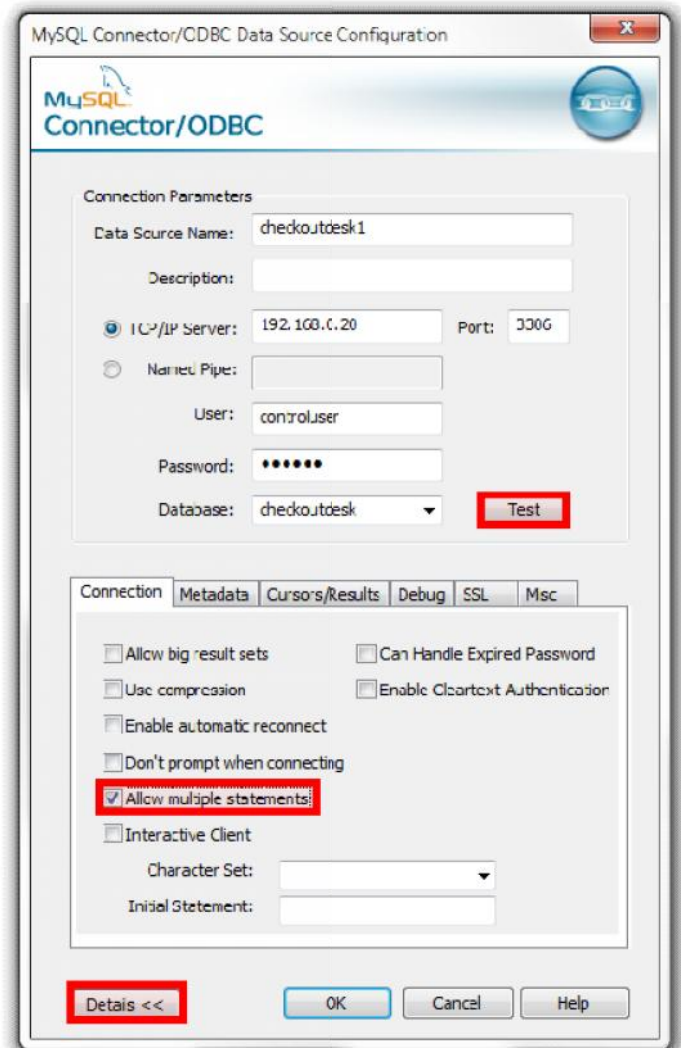 MySQL Connector/ODBC Data Source Configuration
x
MySQL
Connector/ODBC
Connection Parameters
Data Source Name: checkoutdesk1
Description:
TCP/IP Server: 192.168.0.20 Port: 3306
Named Pipe:
User: controluser
Password: ••••••
Database: checkoutdesk Test
Connection Metadata Cursors/Results Debug SSL Misc
Allow big result sets Can Handle Expired Password
Use compression Enable Cleartext Authentication
Enable automatic reconnect
Don't prompt when connecting
Allow multiple statements
Interactive Client
Character Set:
Initial Statement:
Details << OK Cancel Help